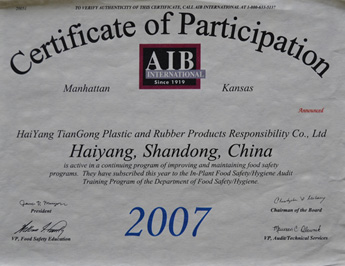 TO VERIFY AUTHENTICITY OF THIS CERTIFICATE, CALL AIB INTERNATIONAL AT
Certificate of Participation
AIB
INTERNATIONAL
Since 1919
Manhattan Kansas
Announced
HaiYang TianGong Plastic and Rubber Products Responsibility Co., Ltd
Haiyang, Shandong, China
is active in a continuing program of improving and maintaining food safety
programs. They have subscribed this year to the In-Plant Food Safety/Hygiene Audit
Training Program of the Department of Food Safety/Hygiene.
President
Chairman of the Board
2007
VP, Food Safety Education
VP, Audit/Technical Services